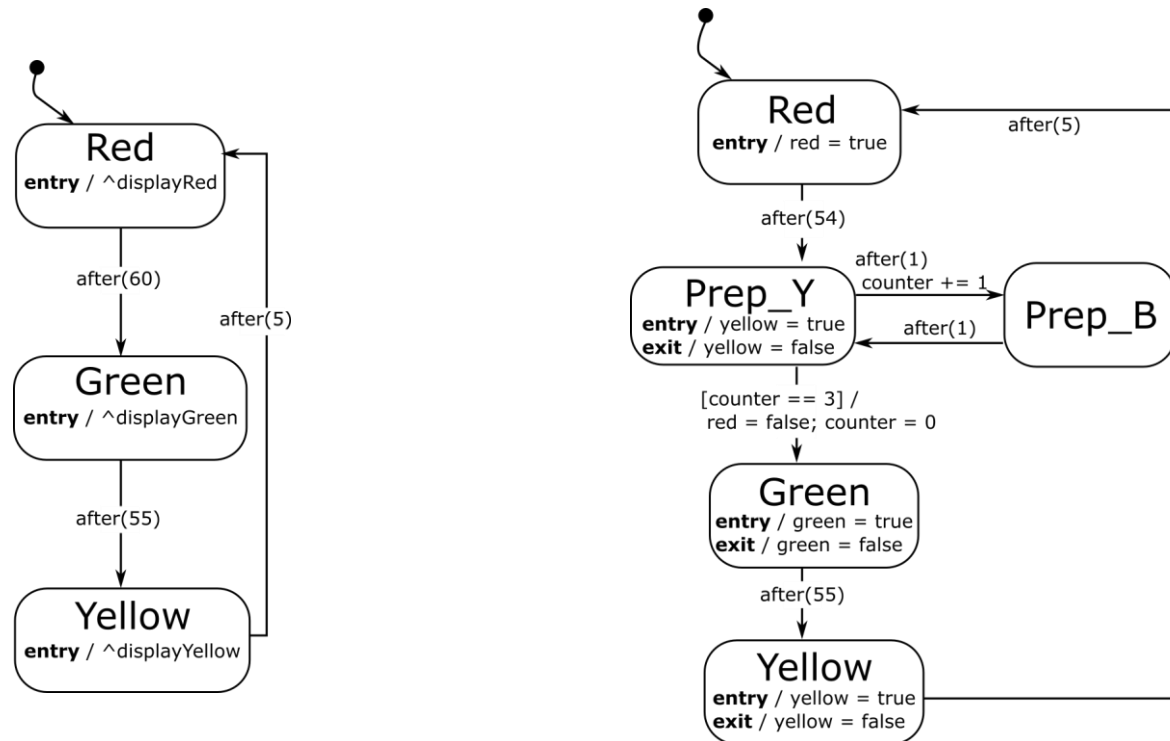 Red
entry / ^displayRed
after(60)
after(5)
Green
entry / ^displayGreen
after(55)
Yellow
entry / ^displayYellow
Red
entry / red = true
after(5)
after(54)
after(1)
counter += 1
Prep_Y
entry / yellow = true
exit / yellow = false
after(1)
Prep_B
[counter == 3] /
red = false; counter = 0
Green
entry / green = true
exit / green = false
after(55)
Yellow
entry / yellow = true
exit / yellow = false